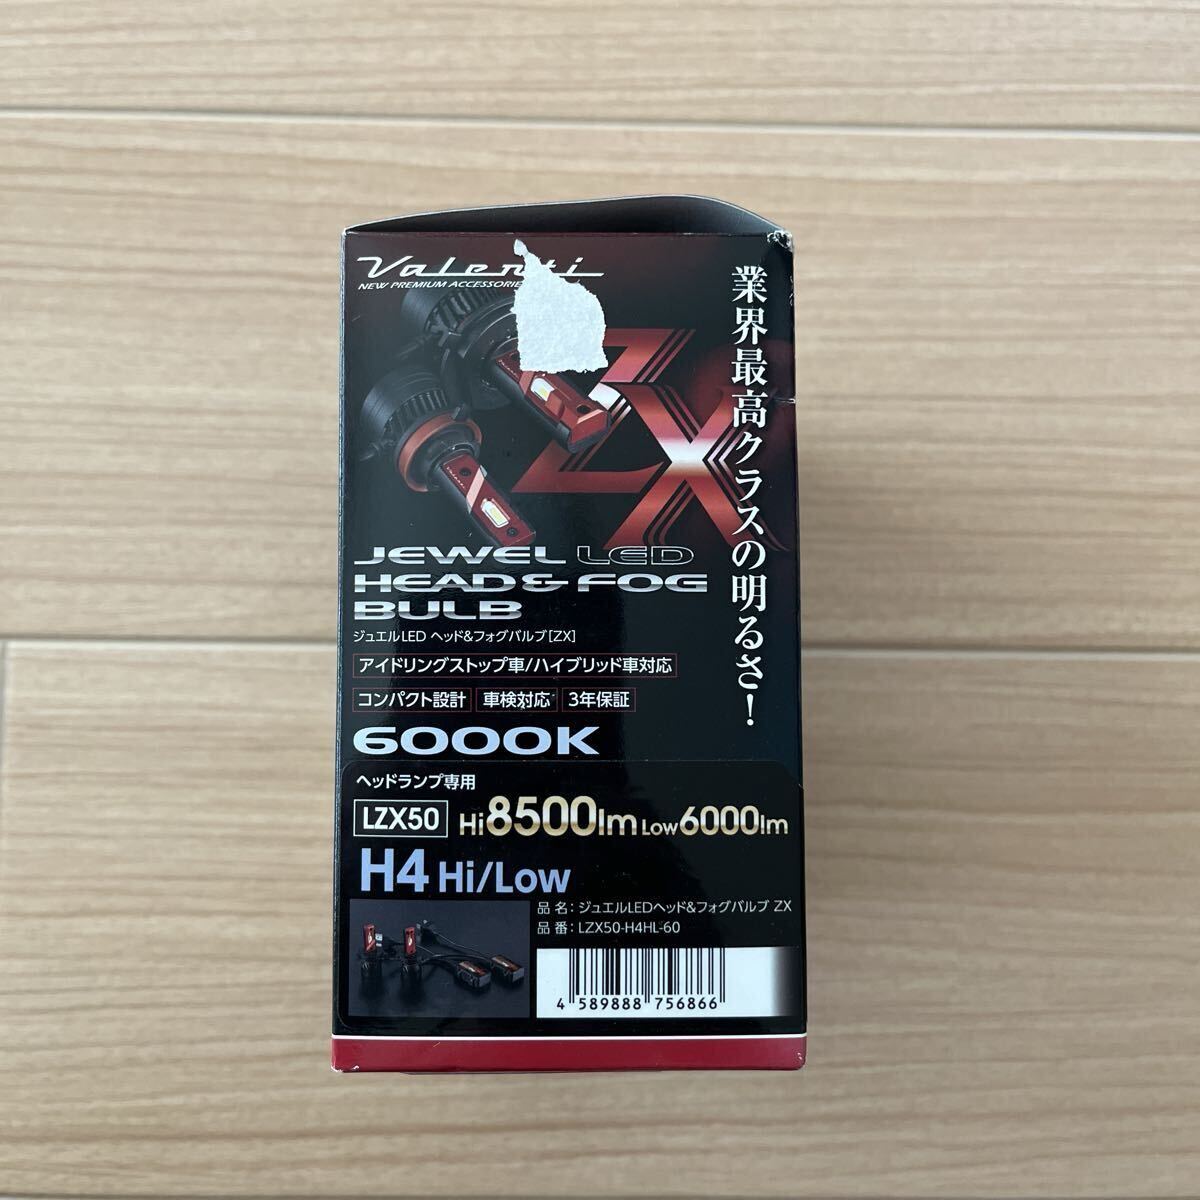 Valenti
NEW PREMIUM ACCESSORIE
ZX
業界最高クラスの明るさ!
JEWEL LED
HEAD & FOG
BULB
ジュエルLED ヘッド&フォグバルブ[ZX]
アイドリングストップ車/ハイブリッド車対応
コンパクト設計 車検対応 3年保証
6000K
ヘッドランプ専用
LZX50 Hi8500lm Low6000lm
H4 Hi/Low
品 名:ジュエルLEDヘッド&フォグバルブ ZX
品 番:LZX50-H4HL-60
4 589888 756866